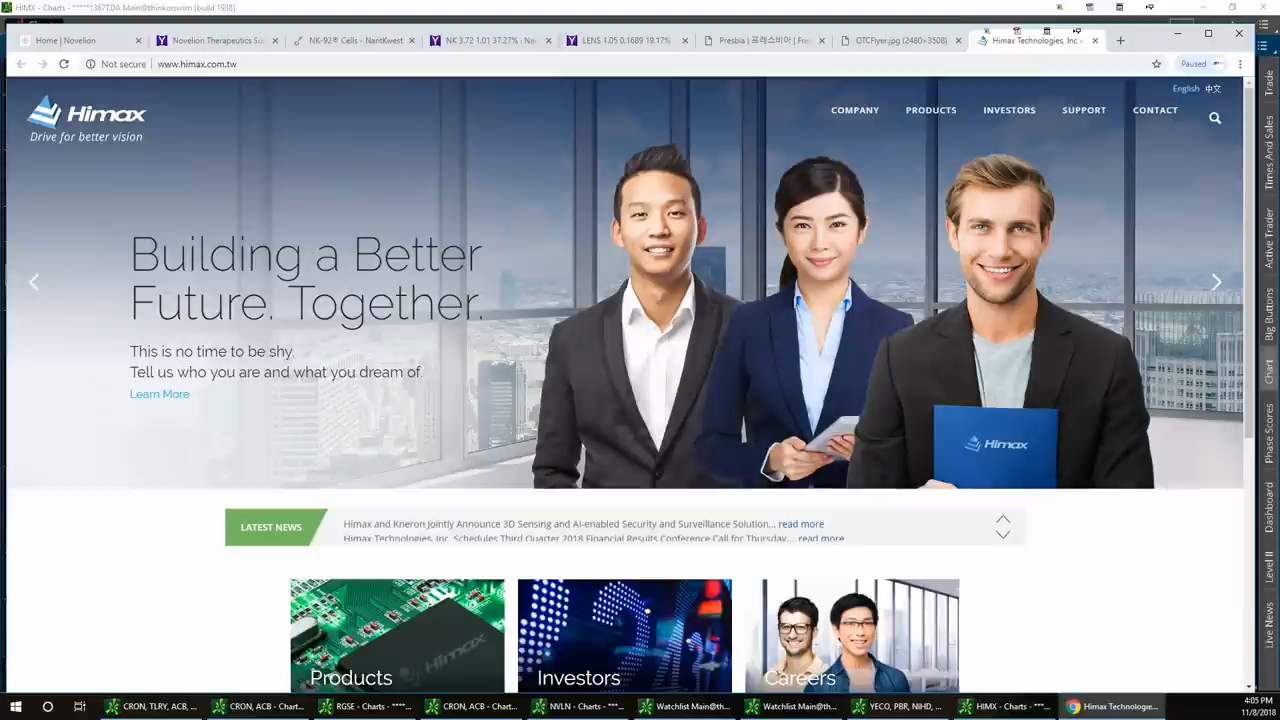 HIMX - Charts - *****1367TDA Main@thinkorswim [build 1938]
Home | Novelion
Novelion Therapeutics So
L-92® Cells – NantKwest
NK 3.72 1.01 37.27% : Na
LENS 1.05 0.1689 19.17%
Presbia | 프레스비아 | Fre
OTCFlyer.jpg (2480×3508)
Himax Technologies, Inc -
Not secure
www.himax.com.tw
Paused
English 中文
Himax
Drive for better vision
COMPANY
PRODUCTS
INVESTORS
SUPPORT
CONTACT
Building a Better
Future. Together.
This is no time to be shy.
Tell us who you are and what you dream of.
Learn More
Himax
LATEST NEWS
Himax and Kneron Jointly Announce 3D Sensing and AI-enabled Security and Surveillance Solution... read more
Himax Technologies, Inc. Schedules Third Quarter 2018 Financial Results Conference Call for Thursday,... read more
HIMAX
Products
Investors
Careers
Trade
Times And Sales
Active Trader
Big Buttons
Chart
Phase Scores
Dashboard
Level II
Live News
CRON, TLRY, ACB, ...
CRON, ACB - Chart...
RGSE - Charts - ****...
CRON, ACB - Chart...
NVLN - Charts - ***...
Watchlist Main@th...
Watchlist Main@th...
YECO, PBR, NIHD, ...
HIMX - Charts - ***...
Himax Technologie...
4:05 PM
11/8/2018